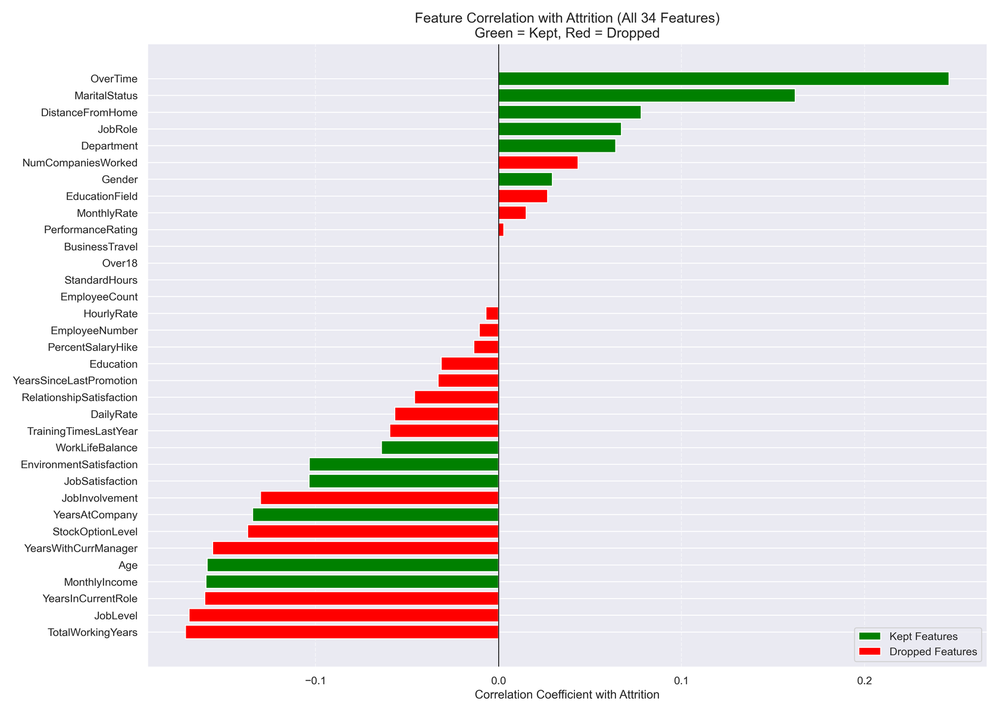 Feature Correlation with Attrition (All 34 Features)
Green = Kept, Red = Dropped
OverTime
MaritalStatus
DistanceFromHome
JobRole
Department
NumCompaniesWorked
Gender
EducationField
MonthlyRate
PerformanceRating
BusinessTravel
Over18
StandardHours
EmployeeCount
HourlyRate
EmployeeNumber
PercentSalaryHike
Education
YearsSinceLastPromotion
RelationshipSatisfaction
DailyRate
TrainingTimesLastYear
WorkLifeBalance
EnvironmentSatisfaction
JobSatisfaction
JobInvolvement
YearsAtCompany
StockOptionLevel
YearsWithCurrManager
Age
MonthlyIncome
YearsInCurrentRole
JobLevel
TotalWorkingYears
Kept Features
Dropped Features
−0.1 0.0 0.1 0.2
Correlation Coefficient with Attrition